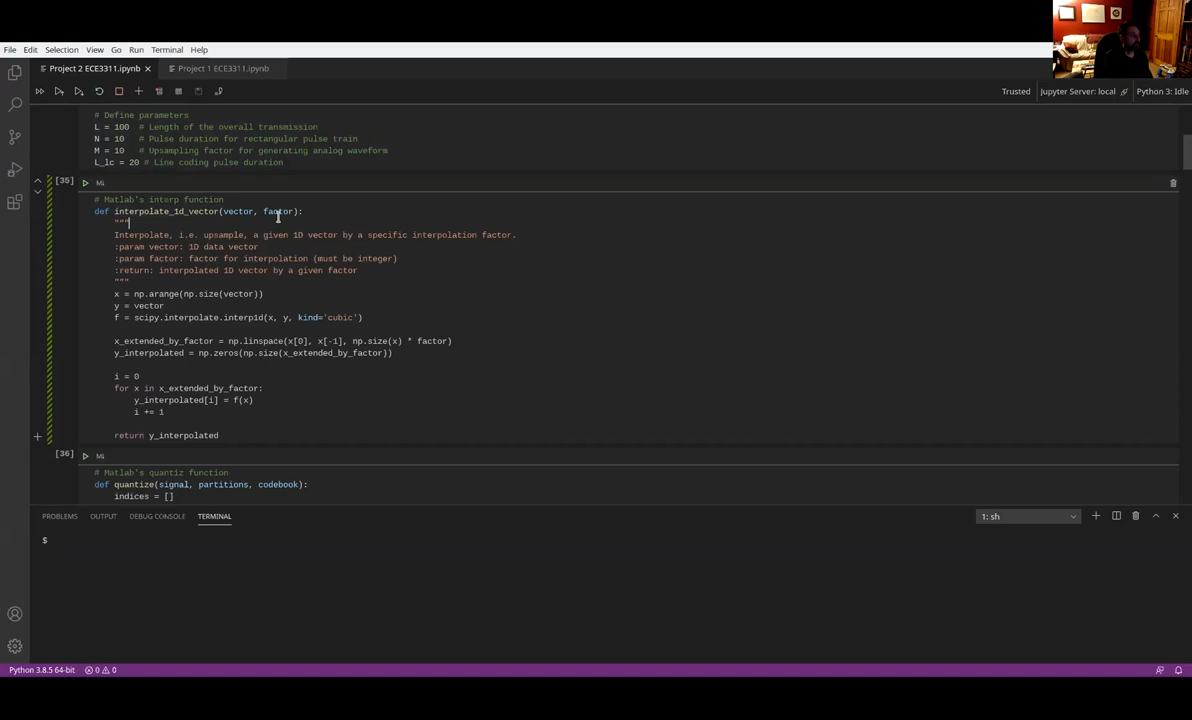 File Edit Selection View Go Run Terminal Help
Project 2 ECE3311.ipynb Project 1 ECE3311.ipynb
Trusted Jupyter Server: local Python 3: Idle
# Define parameters
L = 100  # Length of the overall transmission
N = 10  # Pulse duration for rectangular pulse train
M = 10  # Upsampling factor for generating analog waveform
L_lc = 20 # Line coding pulse duration
[35]
M↓
# Matlab's interp function
def interpolate_1d_vector(vector, factor):
    """
    Interpolate, i.e. upsample, a given 1D vector by a specific interpolation factor.
    :param vector: 1D data vector
    :param factor: factor for interpolation (must be integer)
    :return: interpolated 1D vector by a given factor
    """
    x = np.arange(np.size(vector))
    y = vector
    f = scipy.interpolate.interp1d(x, y, kind='cubic')
    x_extended_by_factor = np.linspace(x[0], x[-1], np.size(x) * factor)
    y_interpolated = np.zeros(np.size(x_extended_by_factor))
    i = 0
    for x in x_extended_by_factor:
        y_interpolated[i] = f(x)
        i += 1
    return y_interpolated
[36]
M↓
# Matlab's quantiz function
def quantize(signal, partitions, codebook):
    indices = []
PROBLEMS OUTPUT DEBUG CONSOLE TERMINAL
1: sh
$
Python 3.8.5 64-bit 0 0